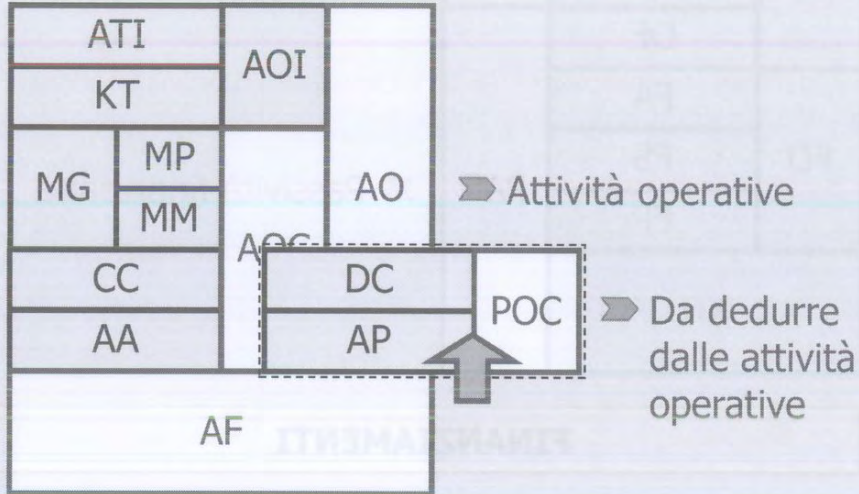 ATI
AOI
KT
MP
MG
AO
Attività operative
MM
CC
DC
POC
Da dedurre
dalle attività
operative
AA
AP
AF